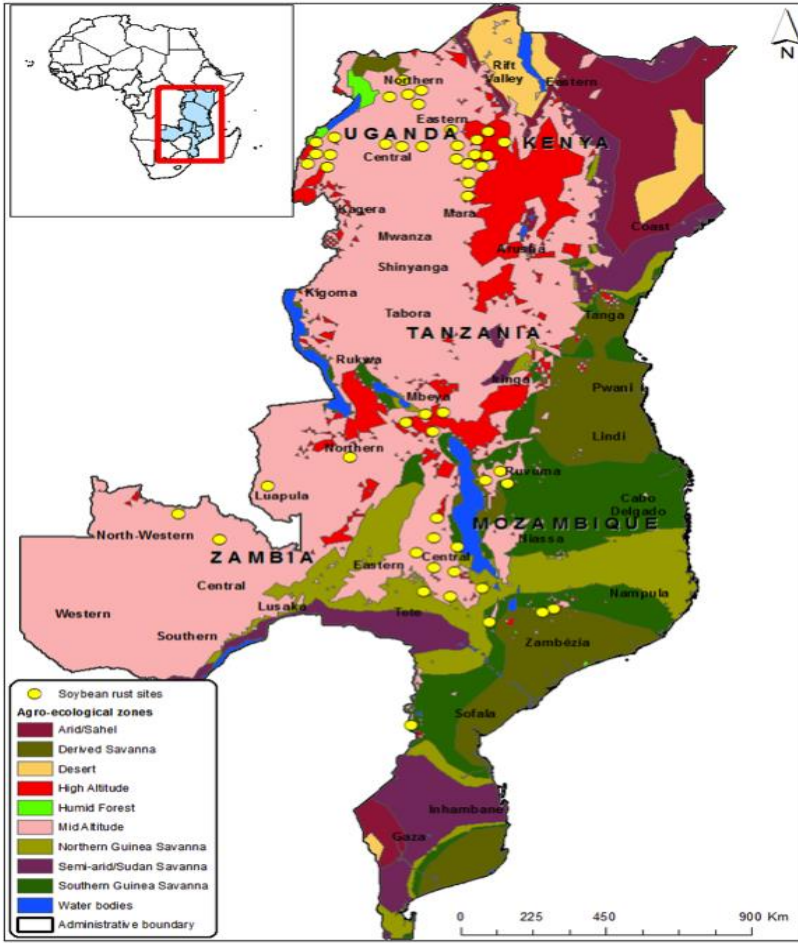 N
Northern
Rift
Valley
Eastern
Eastern
UGANDA
KENYA
Central
Kagera
Mara
Mwanza
Arusha
Coast
Shinyanga
Kigoma
Tabora
Tanga
TANZANIA
Rukwa
Iringa
Pwani
Mbeya
Lindi
Northern
Ruvuma
Luapula
Cabo
Delgado
MOZAMBIQUE
North-Western
Niassa
ZAMBIA
Central
Eastern
Central
Nampula
Lusaka
Western
Tete
Southern
Zambézia
Sofala
Inhambane
Gaza
Soybean rust sites
Agro-ecological zones
Arid/Sahel
Derived Savanna
Desert
High Altitude
Humid Forest
Mid Altitude
Northern Guinea Savanna
Semi-arid/Sudan Savanna
Southern Guinea Savanna
Water bodies
Administrative boundary
0 225 450 900 Km